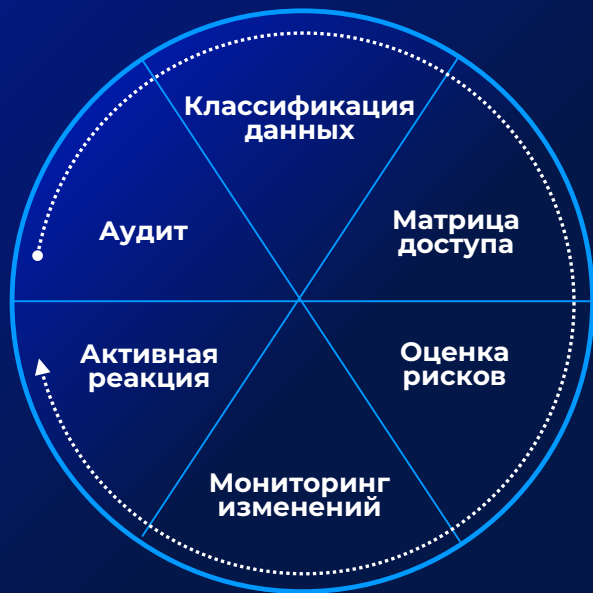 Классификация
данных
Аудит
Матрица
доступа
Активная
реакция
Оценка
рисков
Мониторинг
изменений